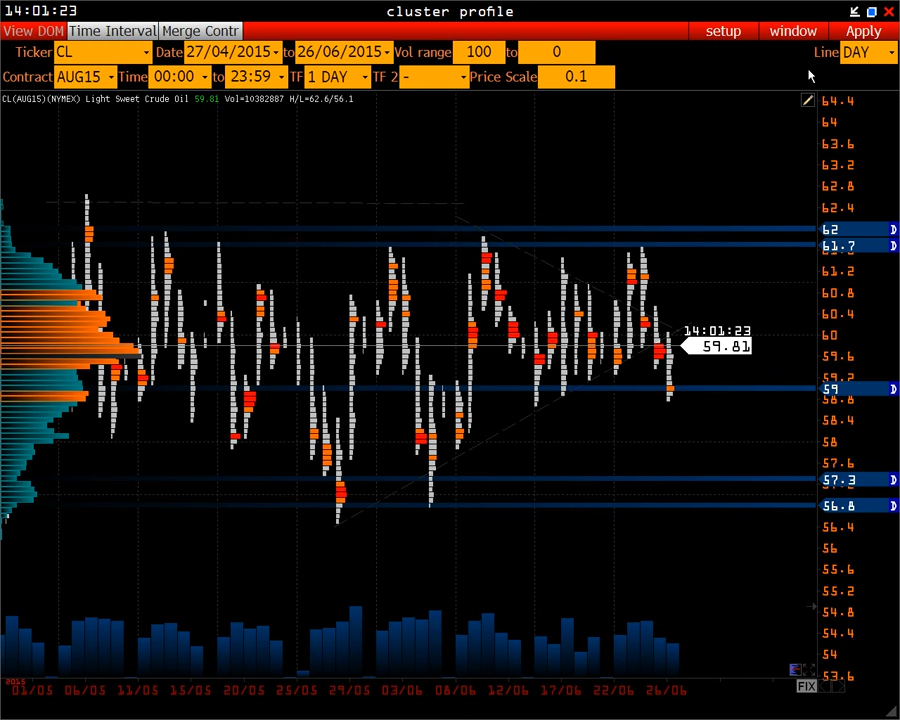 14:01:23 cluster profile
View DOM Time Interval Merge Contr setup window Apply
Ticker CL Date 27/04/2015 to 26/06/2015 Vol range 100 to 0 Line DAY
Contract AUG15 Time 00:00 to 23:59 TF 1 DAY TF 2 - Price Scale 0.1
CL(AUG15)(NYMEX) Light Sweet Crude Oil 59.81 Vol=10382887 H/L=62.6/56.1
64.4
64
63.6
63.2
62.8
62.4
62 D
61.7 D
61.2
60.8
60.4
14:01:23 60
59.81
59.6
59.2
59 D
58.8
58.4
58
57.6
57.3 D
56.8 D
56.4
56
55.6
55.2
54.8
54.4
54
53.6
2015
01/05 06/05 11/05 15/05 20/05 25/05 29/05 03/06 08/06 12/06 17/06 22/06 26/06
FIX